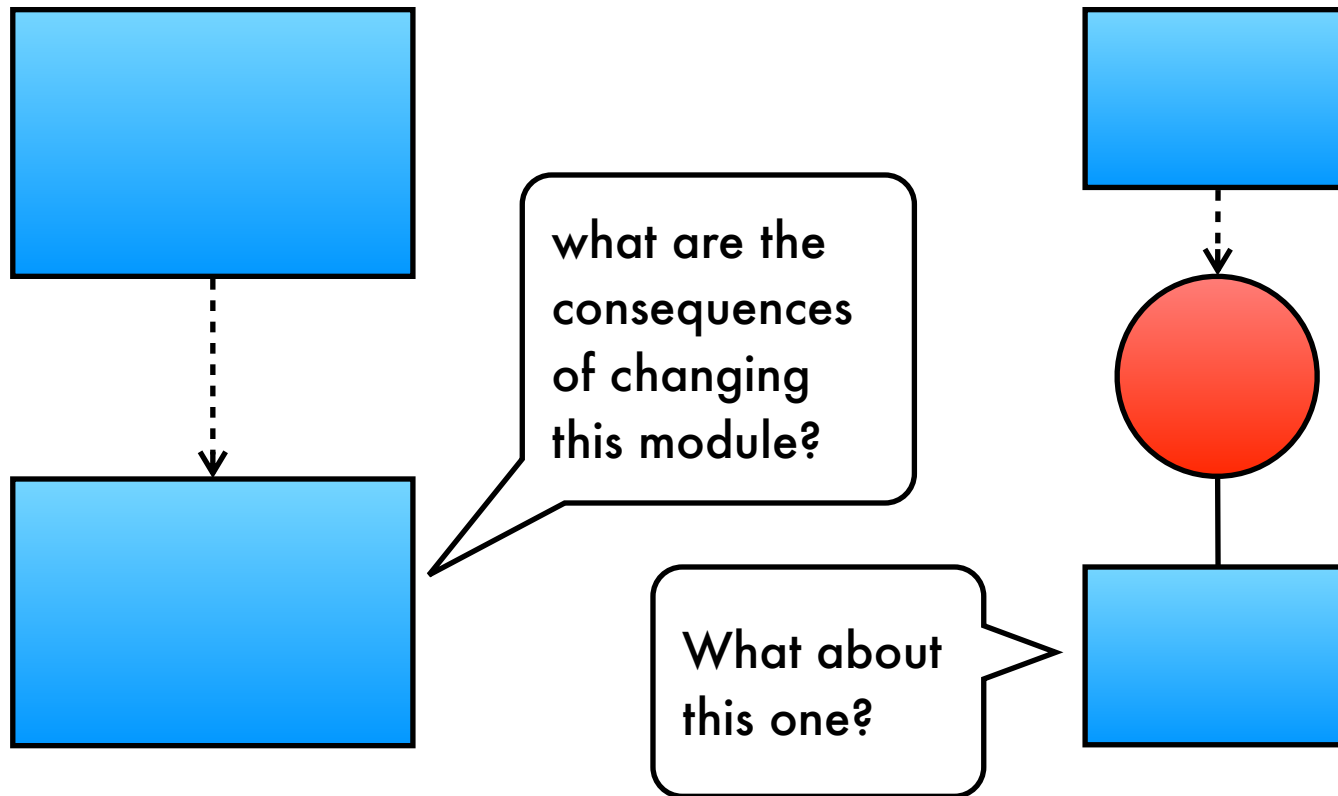 what are the
consequences
of changing
this module?
What about
this one?